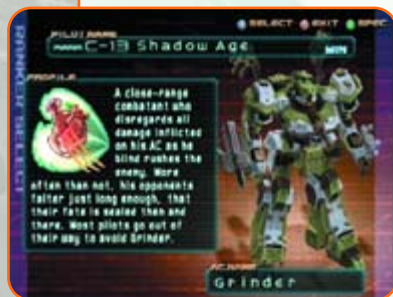 SELECT EXIT SPEC
PILOT NAME
RANKER SELECT
C-13 Shadow Age
PROFILE
A close-range
combatant who
disregards all
damage inflicted
on his AC as he
blind rushes the
enemy. More
often than not, his opponents
falter just long enough, that
their fate is sealed then and
there. Most pilots go out of
their way to avoid Grinder.
AC NAME
Grinder